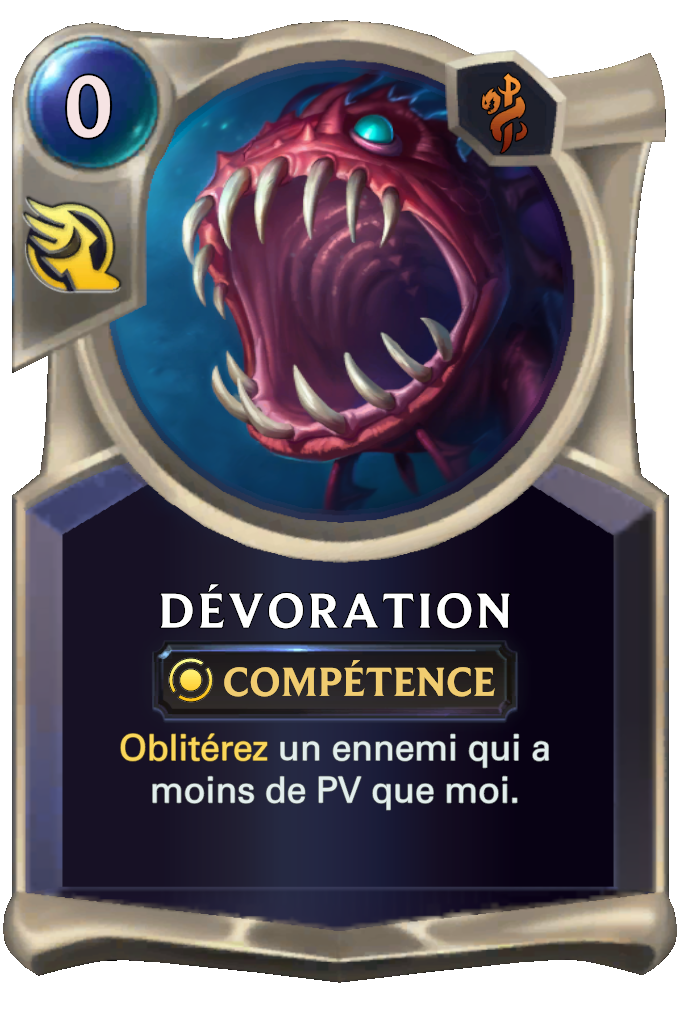 0
DÉVORATION
COMPÉTENCE
Oblitérez un ennemi qui a
moins de PV que moi.